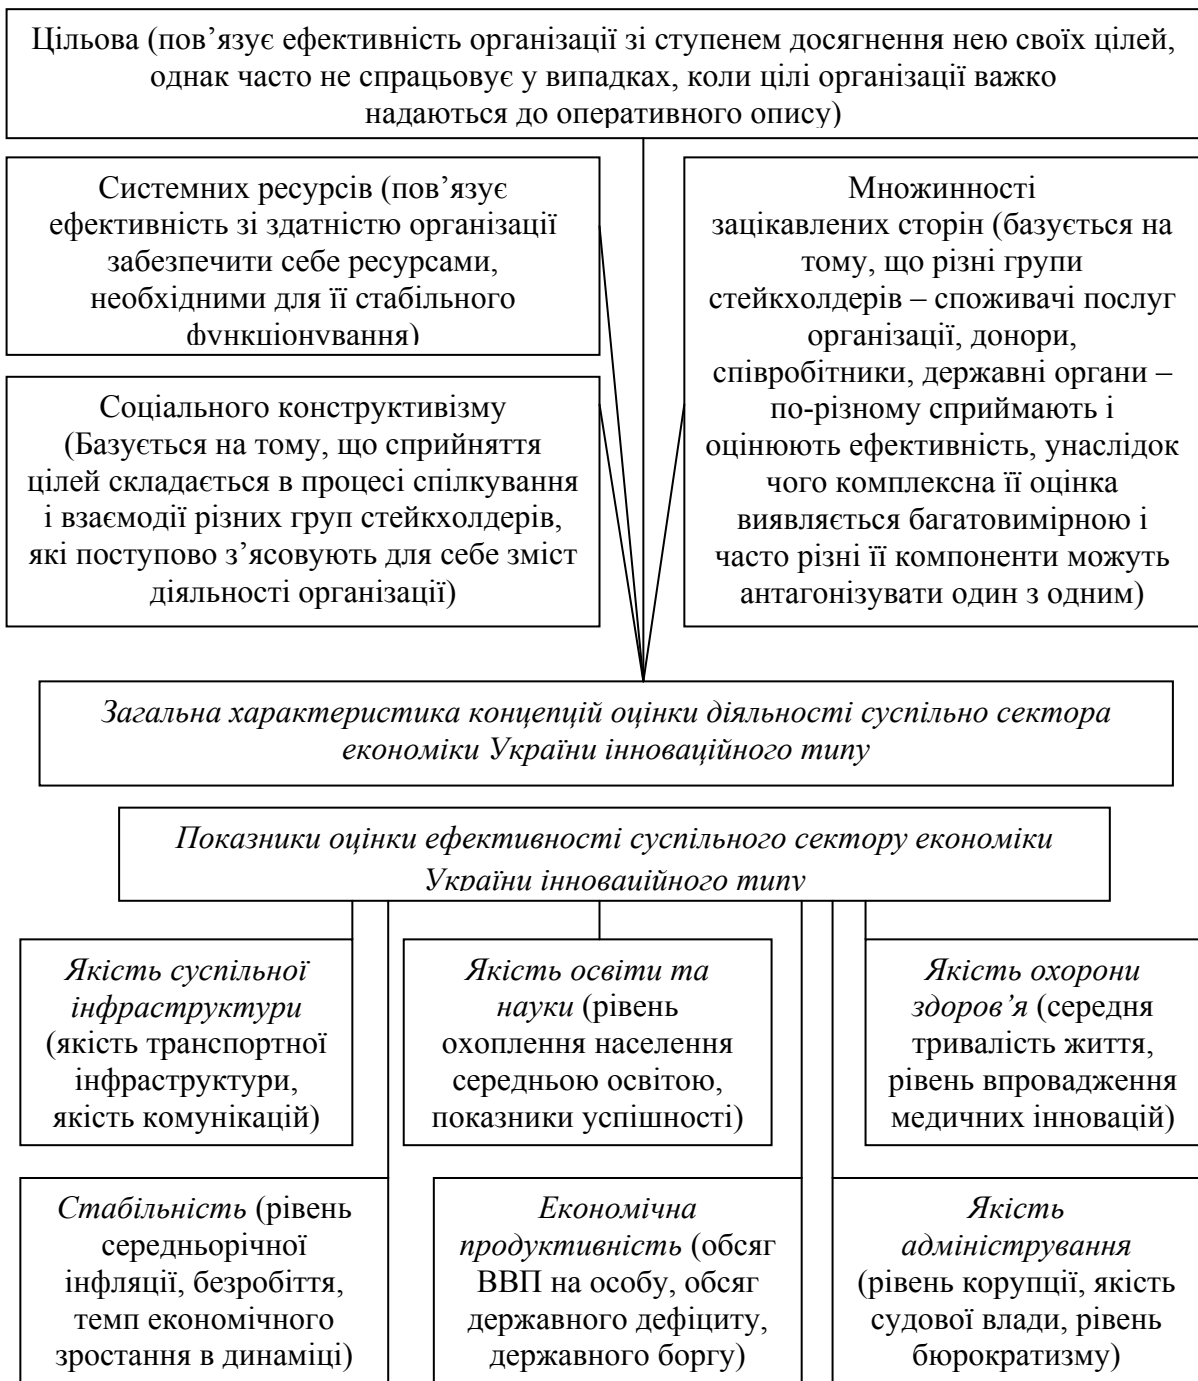 Цільова (пов’язує ефективність організації зі ступенем досягнення нею своїх цілей,
однак часто не спрацьовує у випадках, коли цілі організації важко
надаються до оперативного опису)
Системних ресурсів (пов’язує
ефективність зі здатністю організації
забезпечити себе ресурсами,
необхідними для її стабільного
функціонування)
Соціального конструктивізму
(Базується на тому, що сприйняття
цілей складається в процесі спілкування
і взаємодії різних груп стейкхолдерів,
які поступово з’ясовують для себе зміст
діяльності організації)
Множинності
зацікавлених сторін (базується на
тому, що різні групи
стейкхолдерів – споживачі послуг
організації, донори,
співробітники, державні органи –
по-різному сприймають і
оцінюють ефективність, унаслідок
чого комплексна її оцінка
виявляється багатовимірною і
часто різні її компоненти можуть
антагонізувати один з одним)
Загальна характеристика концепцій оцінки діяльності суспільно сектора
економіки України інноваційного типу
Показники оцінки ефективності суспільного сектору економіки
України інноваційного типу
Якість суспільної
інфраструктури
(якість транспортної
інфраструктури,
якість комунікацій)
Якість освіти та
науки (рівень
охоплення населення
середньою освітою,
показники успішності)
Якість охорони
здоров’я (середня
тривалість життя,
рівень впровадження
медичних інновацій)
Стабільність (рівень
середньорічної
інфляції, безробіття,
темп економічного
зростання в динаміці)
Економічна
продуктивність (обсяг
ВВП на особу, обсяг
державного дефіциту,
державного боргу)
Якість
адміністрування
(рівень корупції, якість
судової влади, рівень
бюрократизму)